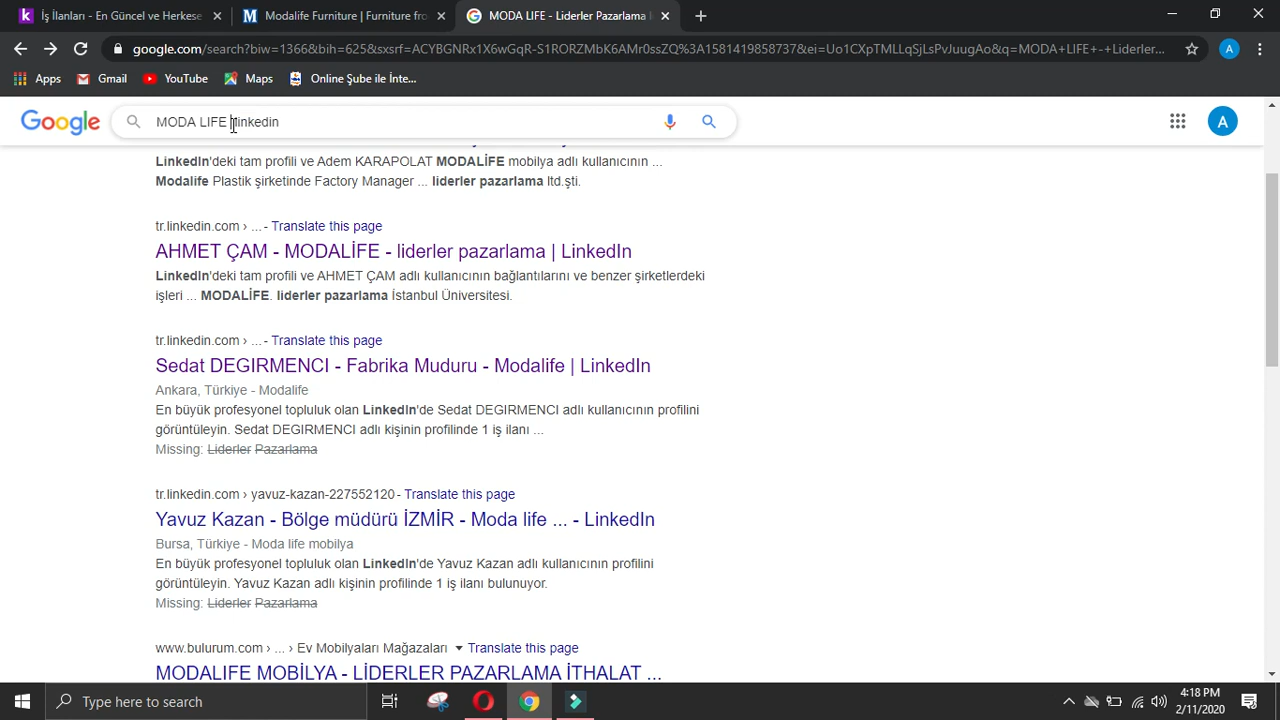 İş İlanları - En Güncel ve Herkese
Modalife Furniture | Furniture fro
MODA LIFE - Liderler Pazarlama İ
google.com/search?biw=1366&bih=625&sxsrf=ACYBGNRx1X6wGqR-S1RORZMbK6AMr0ssZQ%3A1581419858737&ei=Uo1CXpTMLLqSjLsPvJuugAo&q=MODA+LIFE+-+Liderler...
A
Apps
Gmail
YouTube
Maps
Online Şube ile İnte...
Google
MODA LIFE linkedin
A
LinkedIn'deki tam profili ve Adem KARAPOLAT MODALİFE mobilya adlı kullanıcının ...
Modalife Plastik şirketinde Factory Manager ... liderler pazarlama ltd.şti.
tr.linkedin.com › ... - Translate this page
AHMET ÇAM - MODALİFE - liderler pazarlama | LinkedIn
LinkedIn'deki tam profili ve AHMET ÇAM adlı kullanıcının bağlantılarını ve benzer şirketlerdeki
işleri ... MODALİFE. liderler pazarlama İstanbul Üniversitesi.
tr.linkedin.com › ... - Translate this page
Sedat DEGIRMENCI - Fabrika Muduru - Modalife | LinkedIn
Ankara, Türkiye - Modalife
En büyük profesyonel topluluk olan LinkedIn'de Sedat DEGIRMENCI adlı kullanıcının profilini
görüntüleyin. Sedat DEGIRMENCI adlı kişinin profilinde 1 iş ilanı ...
Missing: Liderler Pazarlama
tr.linkedin.com › yavuz-kazan-227552120 - Translate this page
Yavuz Kazan - Bölge müdürü İZMİR - Moda life ... - LinkedIn
Bursa, Türkiye - Moda life mobilya
En büyük profesyonel topluluk olan LinkedIn'de Yavuz Kazan adlı kullanıcının profilini
görüntüleyin. Yavuz Kazan adlı kişinin profilinde 1 iş ilanı bulunuyor.
Missing: Liderler Pazarlama
www.bulurum.com › ... › Ev Mobilyaları Mağazaları Translate this page
MODALIFE MOBİLYA - LİDERLER PAZARLAMA İTHALAT ...
Type here to search
4:18 PM
2/11/2020